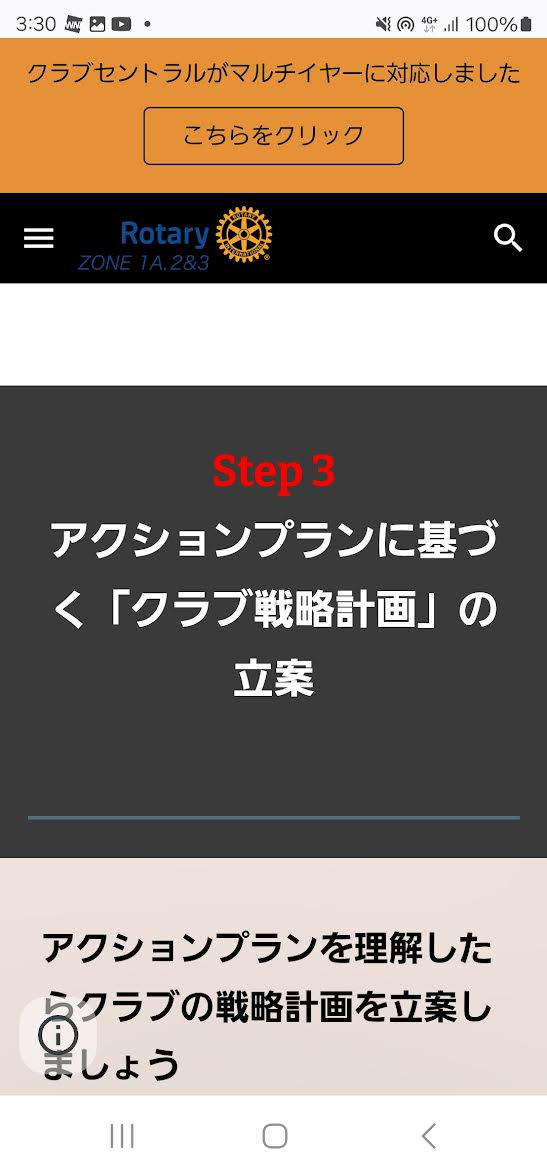 3:30 4G+ 100%
クラブセントラルがマルチイヤーに対応しました
こちらをクリック
Rotary
ZONE 1A.2&3
Step 3
アクションプランに基づ
く「クラブ戦略計画」の
立案
アクションプランを理解した
らクラブの戦略計画を立案し
ましょう